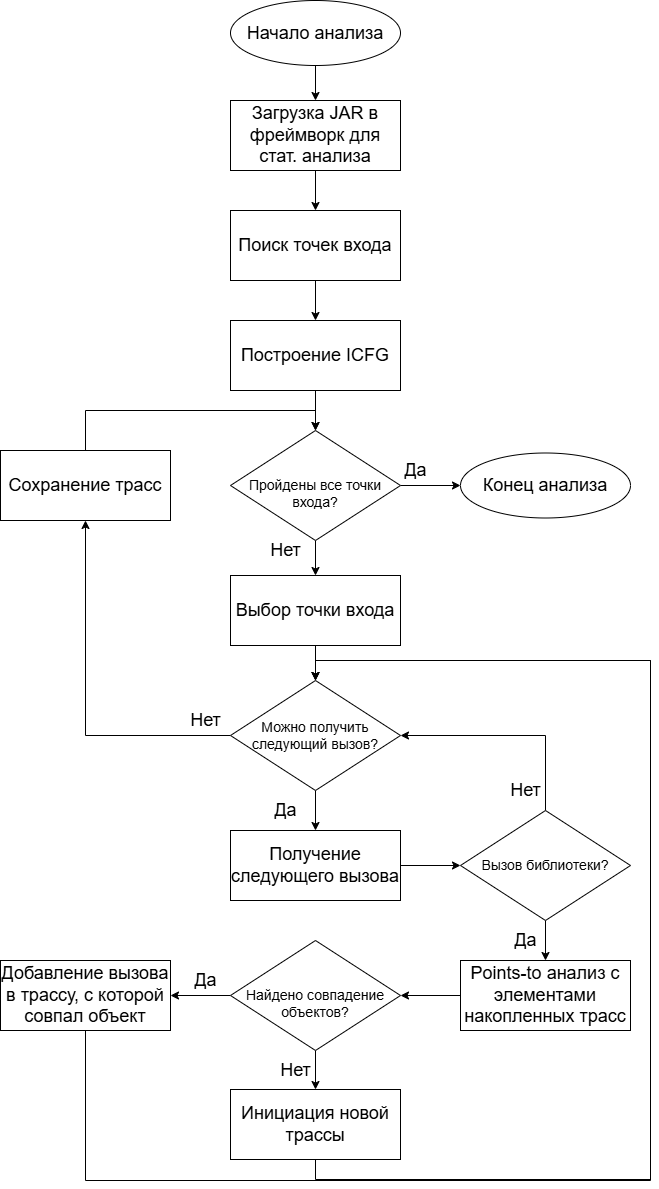 Начало анализа
Загрузка JAR в
фреймворк для
стат. анализа
Поиск точек входа
Построение ICFG
Сохранение трасс
Пройдены все точки
входа?
Да
Конец анализа
Нет
Выбор точки входа
Можно получить
следующий вызов?
Нет
Да
Нет
Получение
следующего вызова
Вызов библиотеки?
Да
Points-to анализ с
элементами
накопленных трасс
Найдено совпадение
объектов?
Да
Добавление вызова
в трассу, с которой
совпал объект
Нет
Инициация новой
трассы